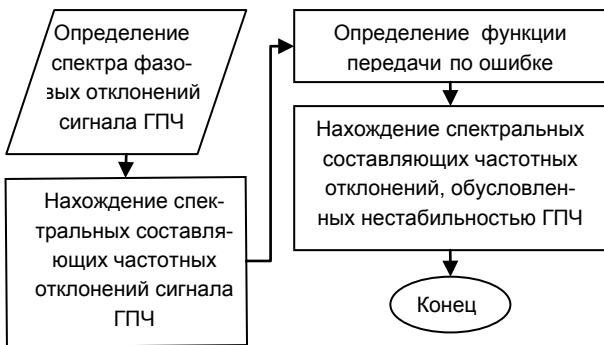 Определение
спектра фазо-
вых отклонений
сигнала ГПЧ
Нахождение спек-
тральных составля-
ющих частотных
отклонений сигнала
ГПЧ
Определение функции
передачи по ошибке
Нахождение спектральных
составляющих частотных
отклонений, обусловлен-
ных нестабильностью ГПЧ
Конец